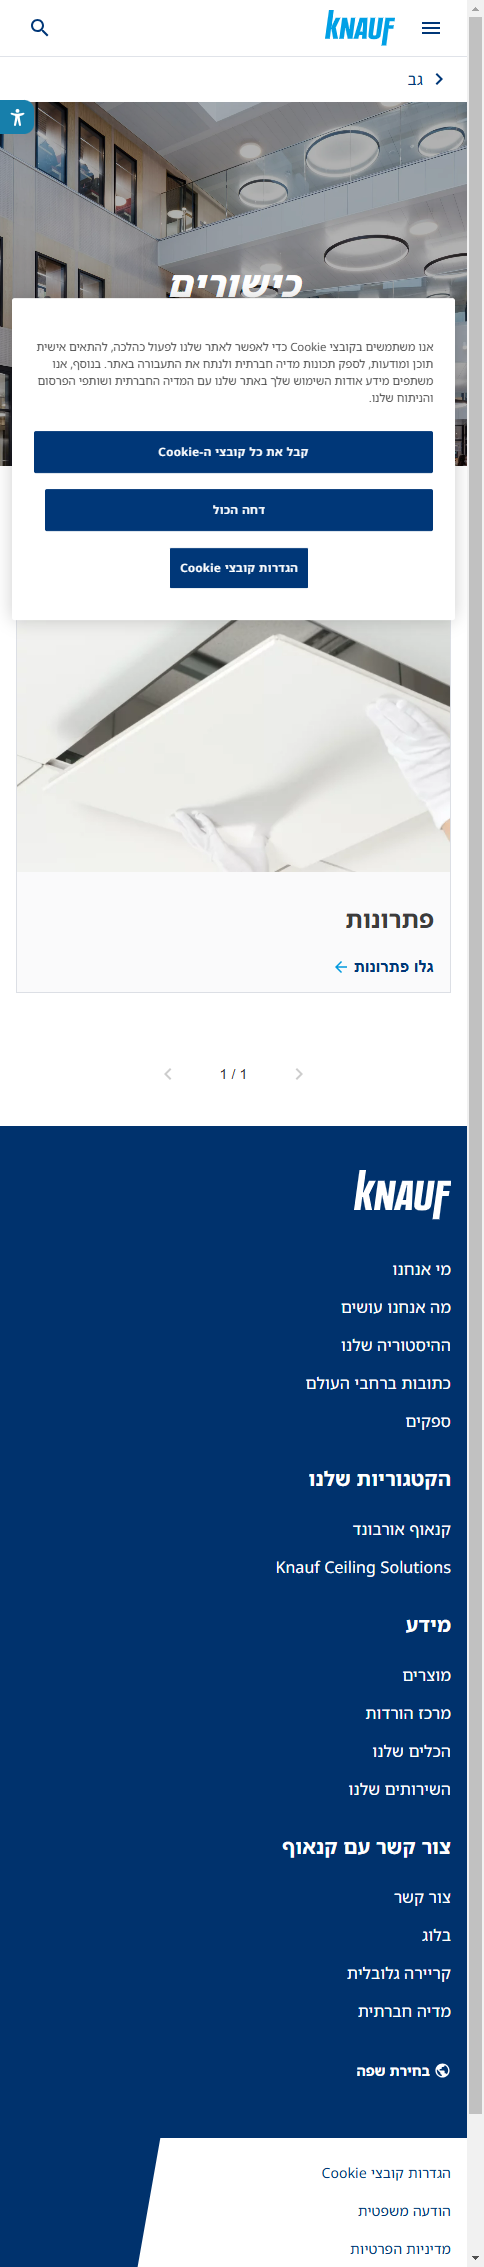 KNAUF
גב
כישורים
אנו משתמשים בקובצי Cookie כדי לאפשר לאתר שלנו לפעול כהלכה, להתאים אישית
תוכן ומודעות, לספק תכונות מדיה חברתית ולנתח את התעבורה באתר. בנוסף, אנו
משתפים מידע אודות השימוש שלך באתר שלנו עם המדיה החברתית ושותפי הפרסום
והניתוח שלנו.
קבל את כל קובצי ה-Cookie
דחה הכול
הגדרות קובצי Cookie
פתרונות
גלו פתרונות
1 / 1
KNAUF
מי אנחנו
מה אנחנו עושים
ההיסטוריה שלנו
כתובות ברחבי העולם
ספקים
הקטגוריות שלנו
קנאוף אורבונד
Knauf Ceiling Solutions
מידע
מוצרים
מרכז הורדות
הכלים שלנו
השירותים שלנו
צור קשר עם קנאוף
צור קשר
בלוג
קריירה גלובלית
מדיה חברתית
בחירת שפה
הגדרות קובצי Cookie
הודעה משפטית
מדיניות הפרטיות